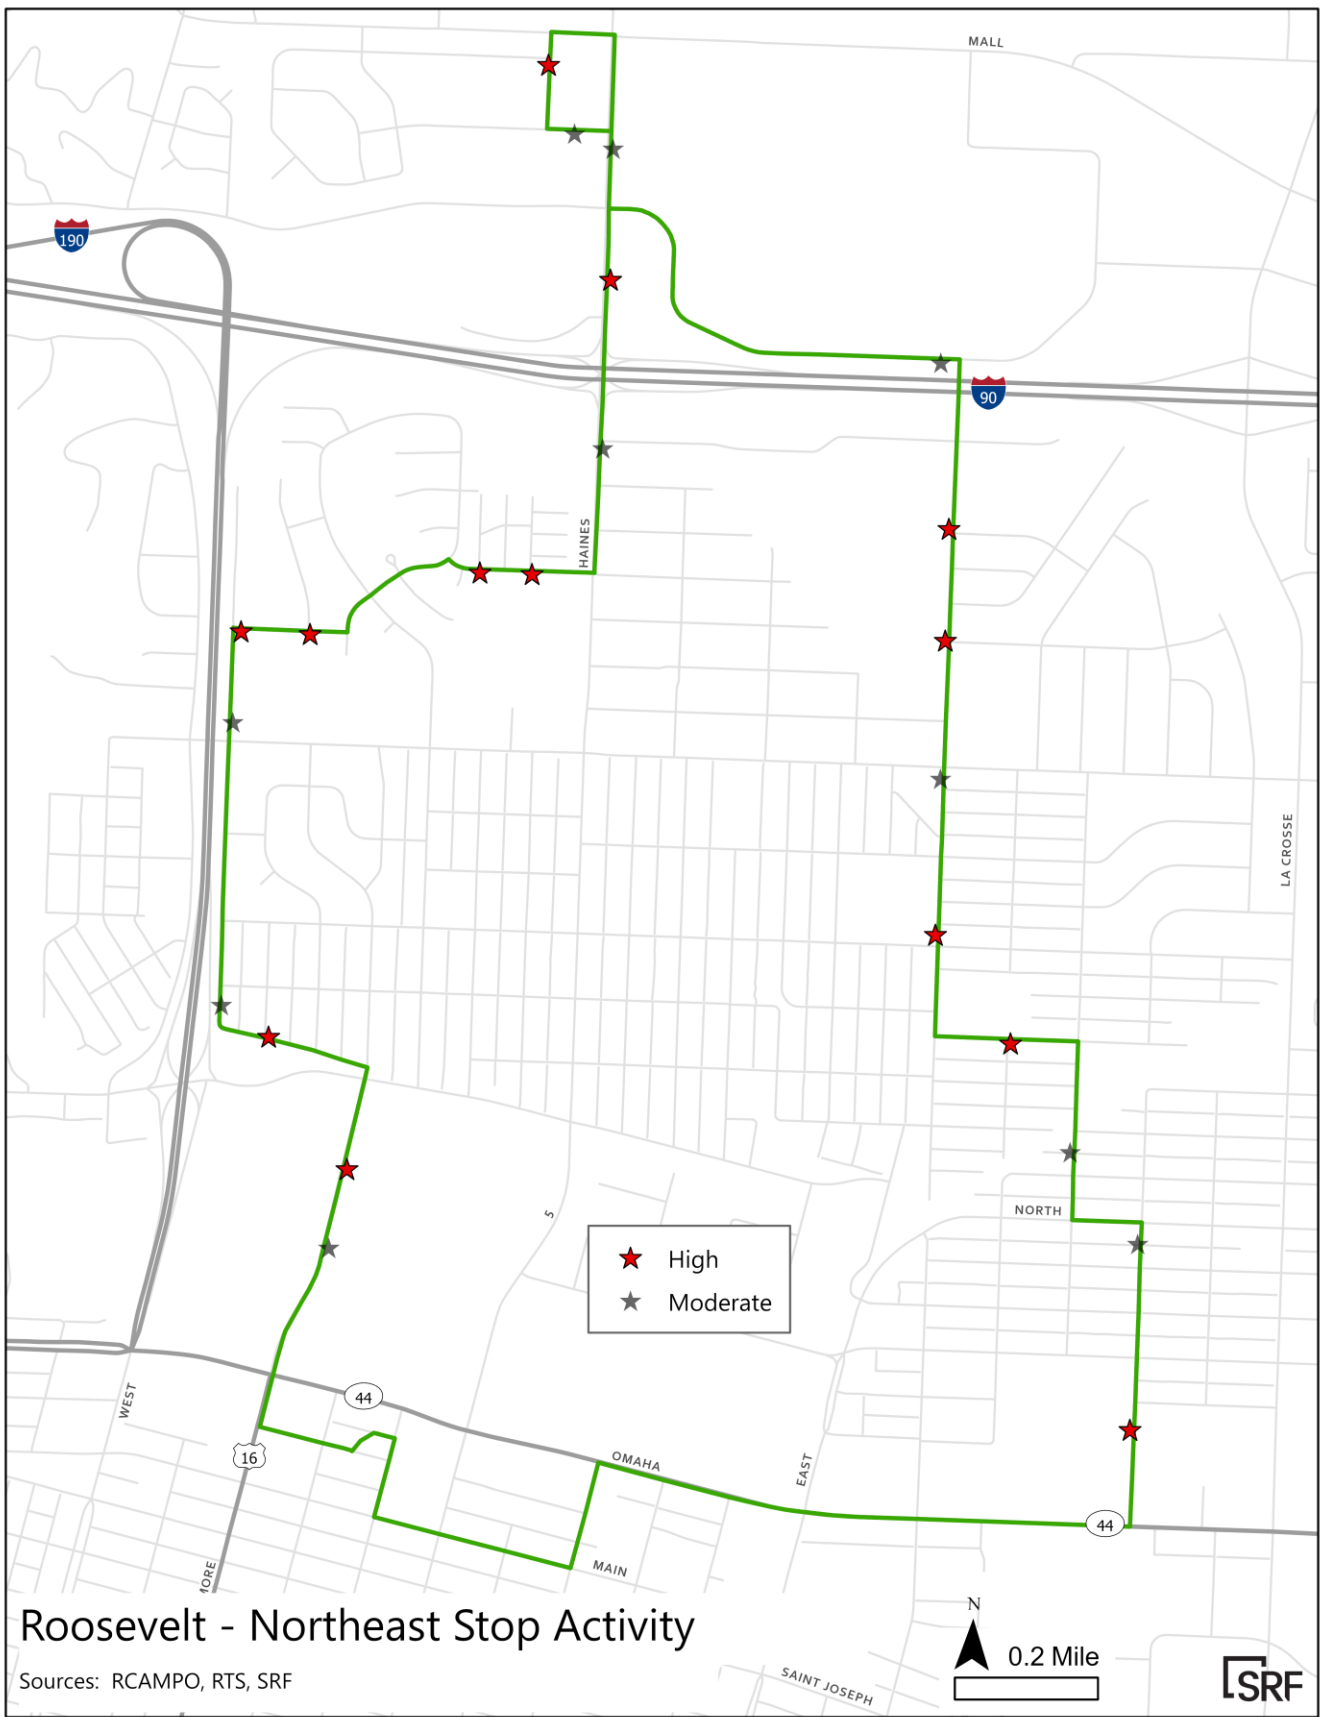 MALL
190
90
HAINES
LA CROSSE
NORTH
5
High
Moderate
WEST
44
16
OMAHA
EAST
44
MAIN
MORE
Roosevelt - Northeast Stop Activity
N
0.2 Mile
Sources: RCAMPO, RTS, SRF
SAINT JOSEPH
SRF